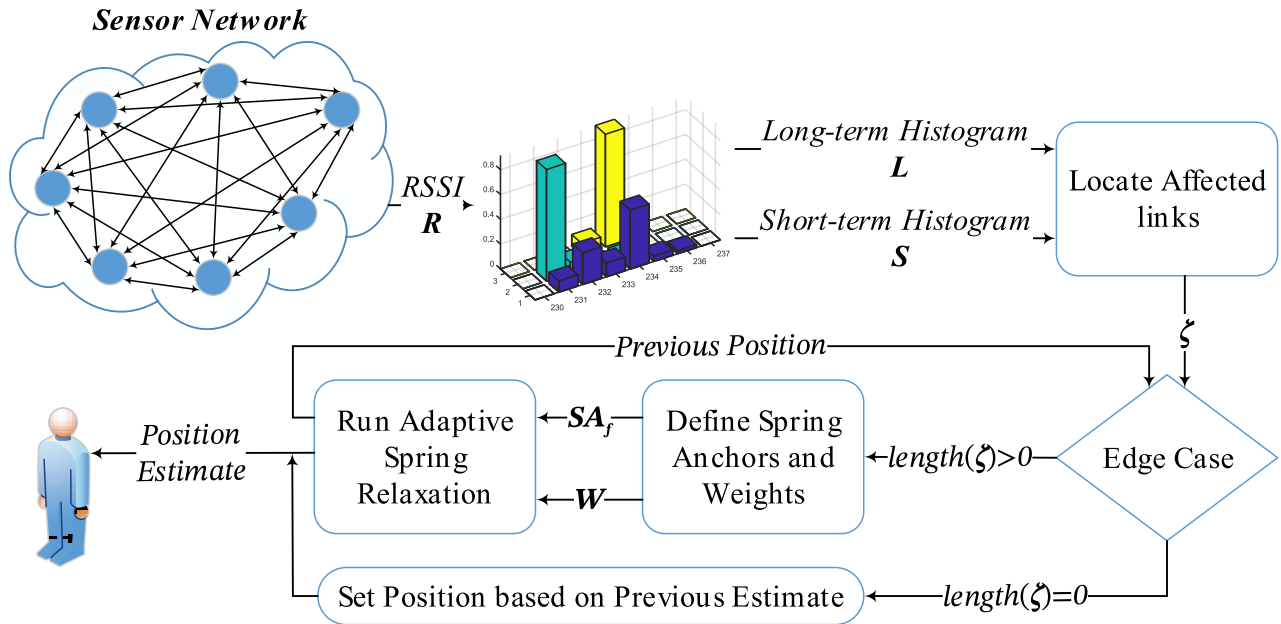 Sensor Network
RSSI
R
0.8
0.6
0.4
0.2
0
3
2
1
230
231
232
233
234
235
236
237
Long-term Histogram
L
Short-term Histogram
S
Locate Affected
links
ζ
Previous Position
Position
Estimate
Run Adaptive
Spring
Relaxation
SA_f
W
Define Spring
Anchors and
Weights
length(ζ)>0
Edge Case
Set Position based on Previous Estimate
length(ζ)=0